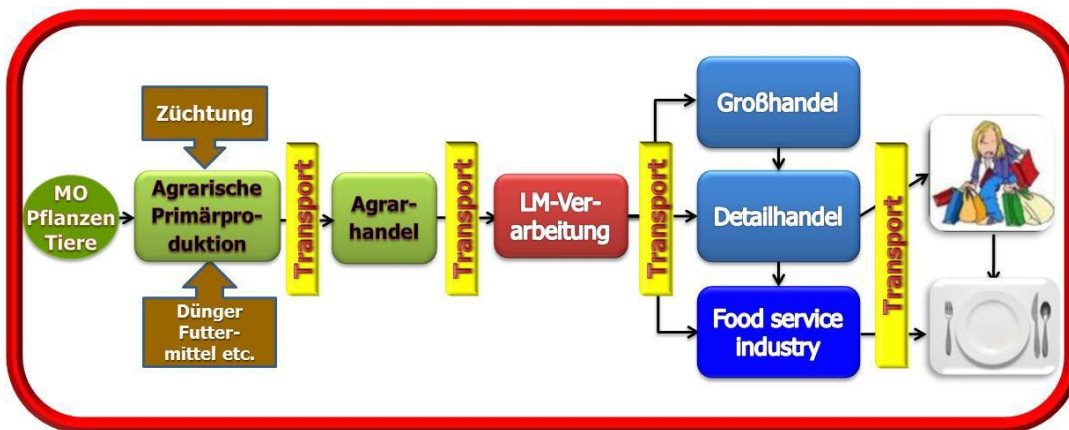 Züchtung
MO
Pflanzen
Tiere
Agrarische
Primärpro-
duktion
Dünger
Futter-
mittel etc.
Transport
Agrar-
handel
Transport
LM-Ver-
arbeitung
Transport
Großhandel
Detailhandel
Food service
industry
Transport